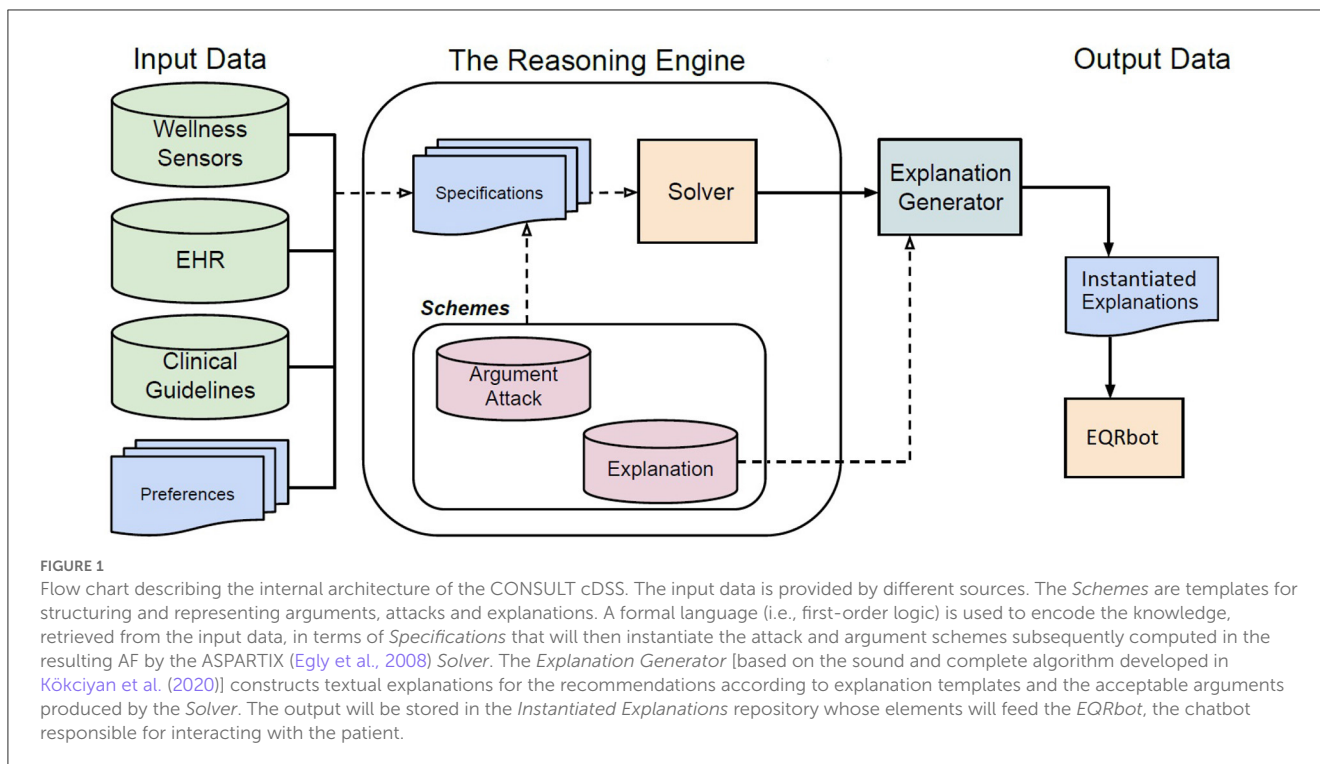 Input Data
The Reasoning Engine
Output Data
Wellness
Sensors
EHR
Clinical
Guidelines
Preferences
Specifications
Solver
Schemes
Argument
Attack
Explanation
Explanation
Generator
Instantiated
Explanations
EQRbot
FIGURE 1
Flow chart describing the internal architecture of the CONSULT cDSS. The input data is provided by different sources. The Schemes are templates for
structuring and representing arguments, attacks and explanations. A formal language (i.e., first-order logic) is used to encode the knowledge,
retrieved from the input data, in terms of Specifications that will then instantiate the attack and argument schemes subsequently computed in the
resulting AF by the ASPARTIX (Egly et al., 2008) Solver. The Explanation Generator [based on the sound and complete algorithm developed in
Kökciyan et al. (2020)] constructs textual explanations for the recommendations according to explanation templates and the acceptable arguments
produced by the Solver. The output will be stored in the Instantiated Explanations repository whose elements will feed the EQRbot, the chatbot
responsible for interacting with the patient.